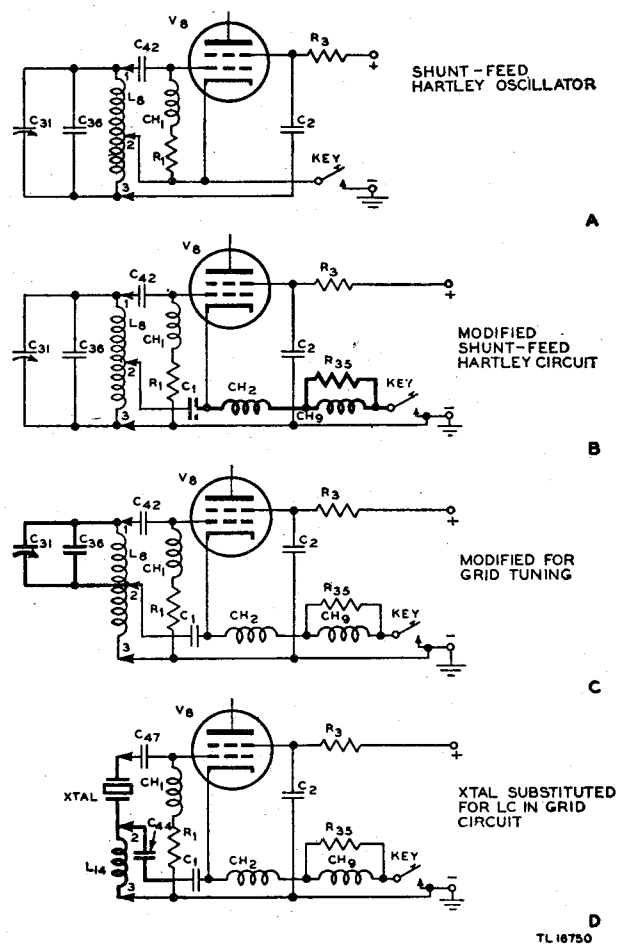 V8
C42
R3
+
SHUNT-FEED
HARTLEY OSCILLATOR
1
L8
CH1
C31
C36
C2
2
R1
KEY
3
−
A
V8
C42
R3
+
1
L8
CH1
C31
C36
C2
MODIFIED
SHUNT-FEED
HARTLEY CIRCUIT
2
R1
C1
CH2
R35
KEY
CH9
3
−
B
V8
C42
R3
+
1
L8
CH1
C31
C36
C2
MODIFIED FOR
GRID TUNING
2
R1
C1
CH2
R35
CH9
KEY
3
−
C
V8
C47
R3
+
CH1
XTAL
C2
XTAL SUBSTITUTED
FOR LC IN GRID
CIRCUIT
2
C44
R1
L14
C1
CH2
R35
CH9
KEY
3
−
D
TL 18750